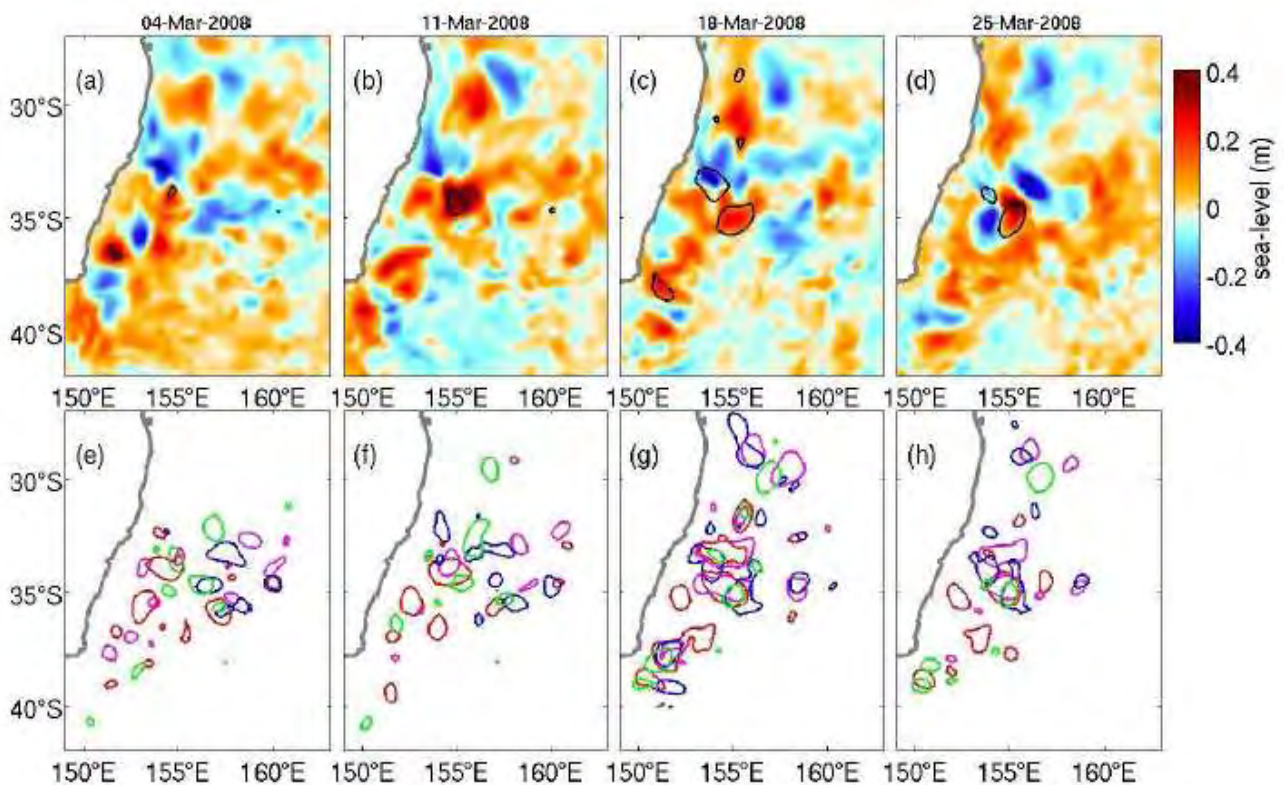 04-Mar-2008 11-Mar-2008 18-Mar-2008 25-Mar-2008
(a) (b) (c) (d)
30°S
35°S
40°S
0.4
0.2
0
-0.2
-0.4
sea-level (m)
150°E 155°E 160°E 150°E 155°E 160°E 150°E 155°E 160°E 150°E 155°E 160°E
(e) (f) (g) (h)
30°S
35°S
40°S
150°E 155°E 160°E 150°E 155°E 160°E 150°E 155°E 160°E 150°E 155°E 160°E